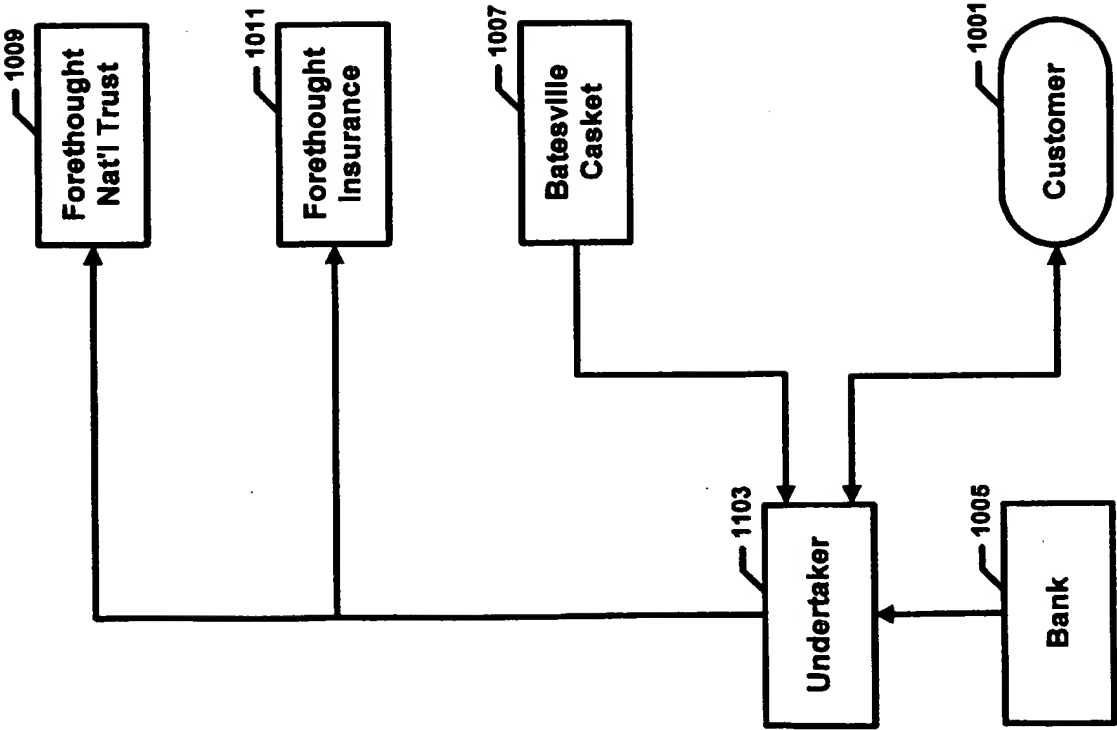 1009
Forethought
Nat'l Trust
1011
Forethought
Insurance
1007
Batesville
Casket
1001
Customer
1103
Undertaker
1005
Bank